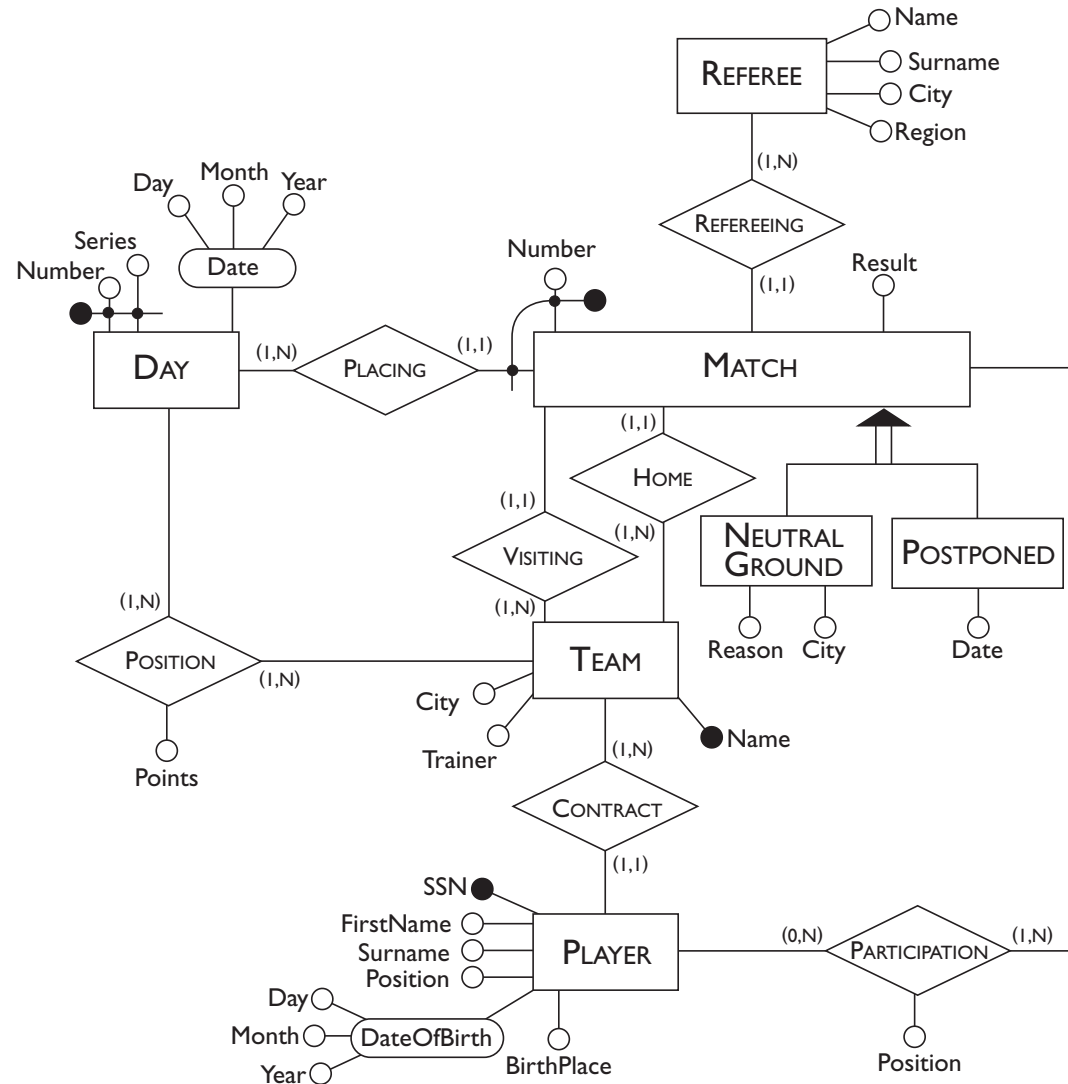 Name
REFEREE
Surname
City
Region
(1,N)
Month
Day
Year
REFEREEING
Series
Number
Date
Number
Result
(1,1)
DAY
(1,N)
PLACING
(1,1)
MATCH
(1,1)
HOME
(1,1)
(1,N)
NEUTRAL
GROUND
POSTPONED
VISITING
(1,N)
(1,N)
Reason
City
Date
POSITION
(1,N)
TEAM
City
Trainer
Name
Points
(1,N)
CONTRACT
(1,1)
SSN
FirstName
Surname
Position
PLAYER
(0,N)
PARTICIPATION
(1,N)
Day
Month
Year
DateOfBirth
BirthPlace
Position